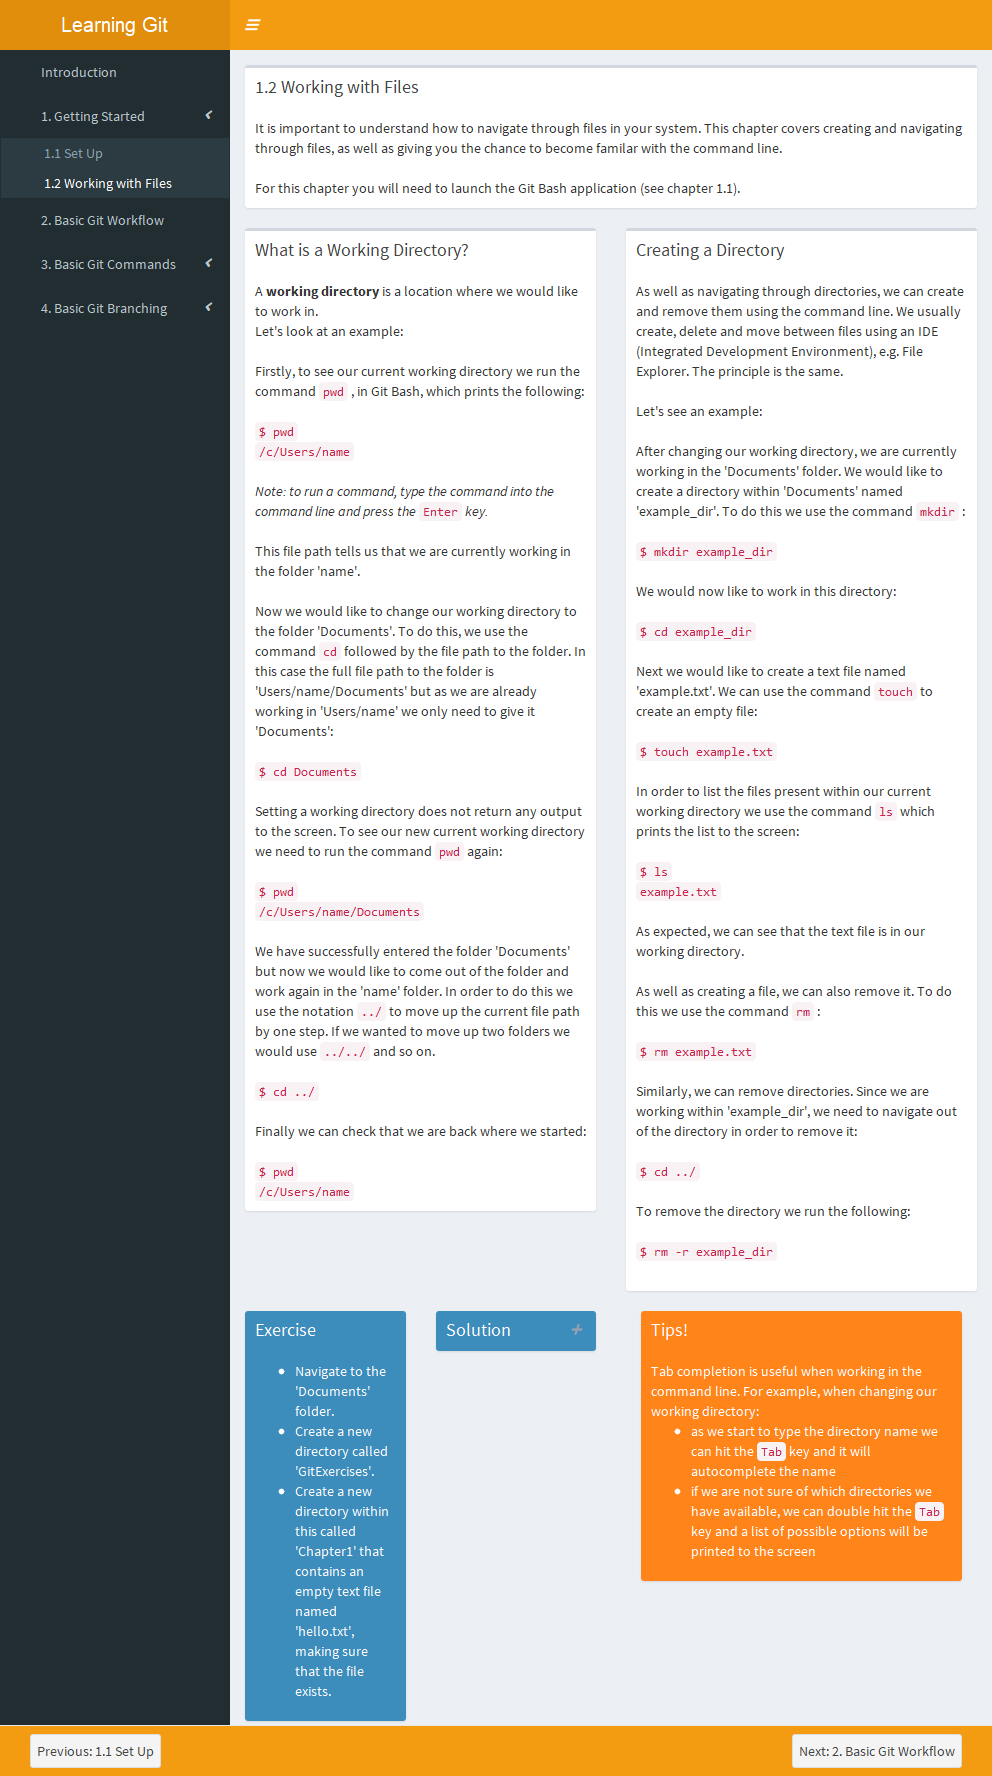 Learning Git
Introduction
1. Getting Started
1.1 Set Up
1.2 Working with Files
2. Basic Git Workflow
3. Basic Git Commands
4. Basic Git Branching
1.2 Working with Files
It is important to understand how to navigate through files in your system. This chapter covers creating and navigating
through files, as well as giving you the chance to become familar with the command line.
For this chapter you will need to launch the Git Bash application (see chapter 1.1).
What is a Working Directory?
A working directory is a location where we would like
to work in.
Let's look at an example:
Firstly, to see our current working directory we run the
command pwd , in Git Bash, which prints the following:
$ pwd
/c/Users/name
Note: to run a command, type the command into the
command line and press the Enter key.
This file path tells us that we are currently working in
the folder 'name'.
Now we would like to change our working directory to
the folder 'Documents'. To do this, we use the
command cd followed by the file path to the folder. In
this case the full file path to the folder is
'Users/name/Documents' but as we are already
working in 'Users/name' we only need to give it
'Documents':
$ cd Documents
Setting a working directory does not return any output
to the screen. To see our new current working directory
we need to run the command pwd again:
$ pwd
/c/Users/name/Documents
We have successfully entered the folder 'Documents'
but now we would like to come out of the folder and
work again in the 'name' folder. In order to do this we
use the notation ../ to move up the current file path
by one step. If we wanted to move up two folders we
would use ../../ and so on.
$ cd ../
Finally we can check that we are back where we started:
$ pwd
/c/Users/name
Creating a Directory
As well as navigating through directories, we can create
and remove them using the command line. We usually
create, delete and move between files using an IDE
(Integrated Development Environment), e.g. File
Explorer. The principle is the same.
Let's see an example:
After changing our working directory, we are currently
working in the 'Documents' folder. We would like to
create a directory within 'Documents' named
'example_dir'. To do this we use the command mkdir :
$ mkdir example_dir
We would now like to work in this directory:
$ cd example_dir
Next we would like to create a text file named
'example.txt'. We can use the command touch to
create an empty file:
$ touch example.txt
In order to list the files present within our current
working directory we use the command ls which
prints the list to the screen:
$ ls
example.txt
As expected, we can see that the text file is in our
working directory.
As well as creating a file, we can also remove it. To do
this we use the command rm :
$ rm example.txt
Similarly, we can remove directories. Since we are
working within 'example_dir', we need to navigate out
of the directory in order to remove it:
$ cd ../
To remove the directory we run the following:
$ rm -r example_dir
Exercise
• Navigate to the
'Documents'
folder.
• Create a new
directory called
'GitExercises'.
• Create a new
directory within
this called
'Chapter1' that
contains an
empty text file
named
'hello.txt',
making sure
that the file
exists.
Solution
Tips!
Tab completion is useful when working in the
command line. For example, when changing our
working directory:
• as we start to type the directory name we
can hit the Tab key and it will
autocomplete the name
• if we are not sure of which directories we
have available, we can double hit the Tab
key and a list of possible options will be
printed to the screen
Previous: 1.1 Set Up
Next: 2. Basic Git Workflow